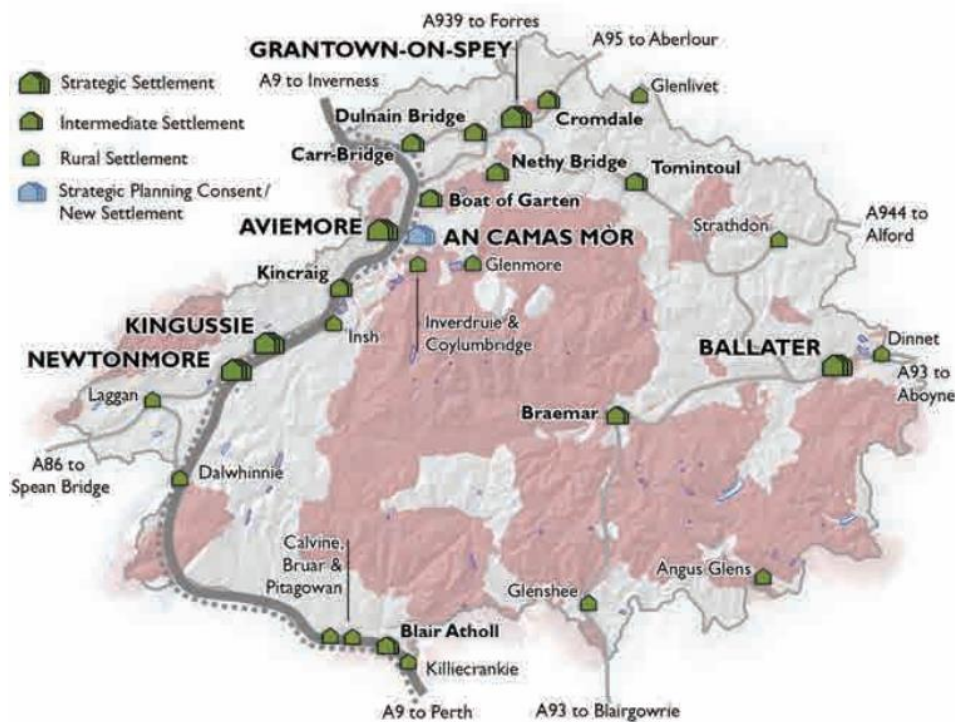 A939 to Forres
GRANTOWN-ON-SPEY
A95 to Aberlour
A9 to Inverness
Strategic Settlement
Intermediate Settlement
Rural Settlement
Strategic Planning Consent/
New Settlement
Glenlivet
Dulnain Bridge
Cromdale
Carr-Bridge
Nethy Bridge
Tomintoul
Boat of Garten
AVIEMORE
AN CAMAS MÒR
Strathdon
A944 to
Alford
Glenmore
Kincraig
Insh
Inverdruie &
Coylumbridge
KINGUSSIE
NEWTONMORE
BALLATER
Dinnet
A93 to
Aboyne
Laggan
Braemar
A86 to
Spean Bridge
Dalwhinnie
Calvine,
Bruar &
Pitagowan
Glenshee
Angus Glens
Blair Atholl
Killiecrankie
A9 to Perth
A93 to Blairgowrie